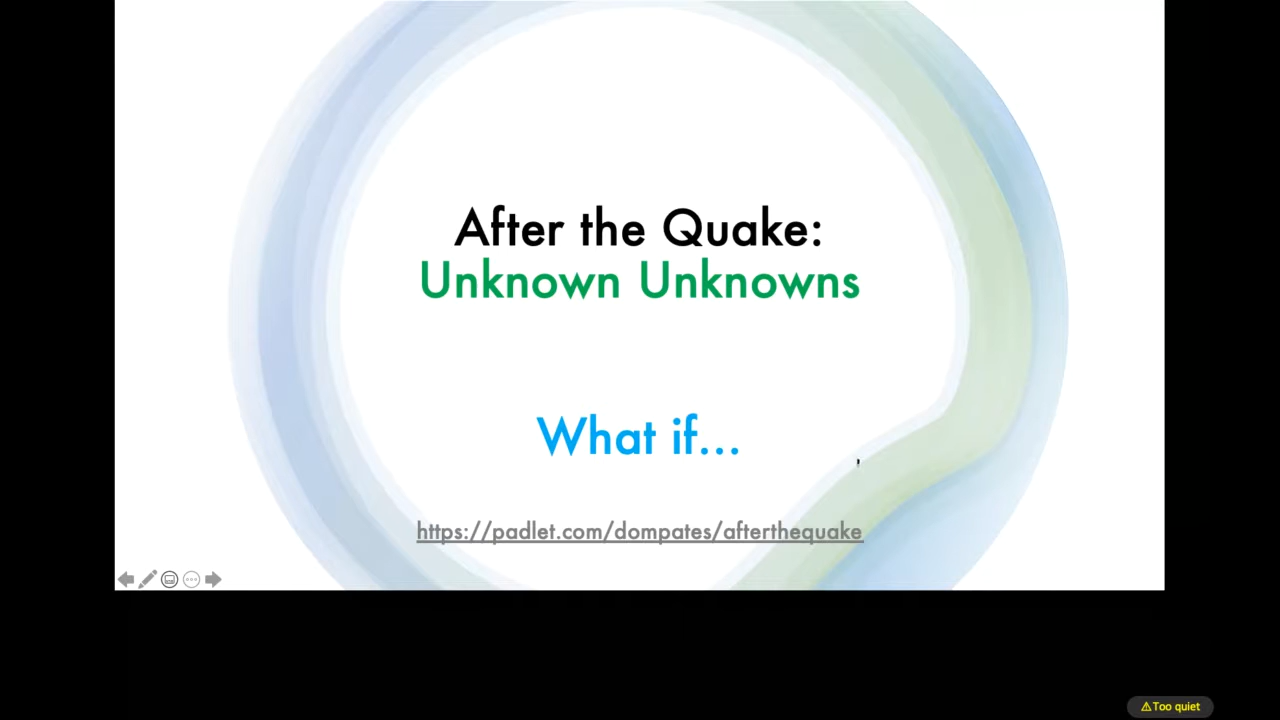 After the Quake:
Unknown Unknowns
What if...
https://padlet.com/dompates/afterthequake
⚠Too quiet